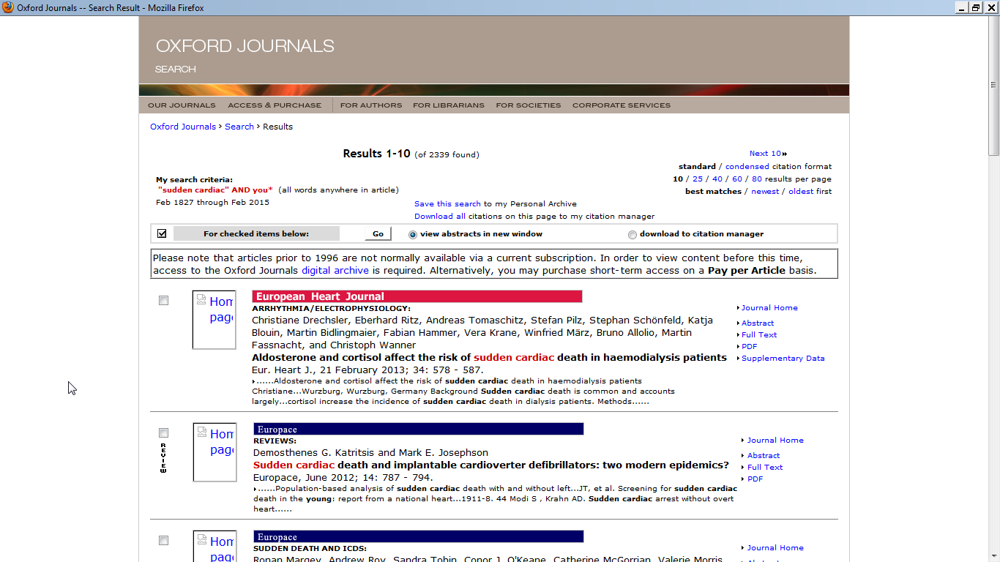 Oxford Journals -- Search Result - Mozilla Firefox
OXFORD JOURNALS
SEARCH
OUR JOURNALS ACCESS & PURCHASE FOR AUTHORS FOR LIBRARIANS FOR SOCIETIES CORPORATE SERVICES
Oxford Journals > Search > Results
Results 1-10 (of 2339 found)
Next 10
standard / condensed citation format
10 / 25 / 40 / 60 / 80 results per page
best matches / newest / oldest first
My search criteria:
"sudden cardiac" AND you* (all words anywhere in article)
Feb 1827 through Feb 2015
Save this search to my Personal Archive
Download all citations on this page to my citation manager
For checked items below: Go view abstracts in new window download to citation manager
Please note that articles prior to 1996 are not normally available via a current subscription. In order to view content before this time,
access to the Oxford Journals digital archive is required. Alternatively, you may purchase short-term access on a Pay per Article basis.
Hom
page
European Heart Journal
ARRHYTHMIA/ELECTROPHYSIOLOGY:
Christiane Drechsler, Eberhard Ritz, Andreas Tomaschitz, Stefan Pilz, Stephan Schönfeld, Katja
Blouin, Martin Bidlingmaier, Fabian Hammer, Vera Krane, Winfried März, Bruno Allolio, Martin
Fassnacht, and Christoph Wanner
Aldosterone and cortisol affect the risk of sudden cardiac death in haemodialysis patients
Eur. Heart J., 21 February 2013; 34: 578 - 587.
......Aldosterone and cortisol affect the risk of sudden cardiac death in haemodialysis patients
Christiane...Wurzburg, Wurzburg, Germany Background Sudden cardiac death is common and accounts
largely...cortisol increase the incidence of sudden cardiac death in dialysis patients. Methods......
Journal Home
Abstract
Full Text
PDF
Supplementary Data
REVIEW
Hom
page
Europace
REVIEWS:
Demosthenes G. Katritsis and Mark E. Josephson
Sudden cardiac death and implantable cardioverter defibrillators: two modern epidemics?
Europace, June 2012; 14: 787 - 794.
......Population-based analysis of sudden cardiac death with and without left...JT, et al. Screening for sudden cardiac
death in the young: report from a national heart...1911-8. 44 Modi S , Krahn AD. Sudden cardiac arrest without overt
heart......
Journal Home
Abstract
Full Text
PDF
Hom
page
Europace
SUDDEN DEATH AND ICDS:
Ronan Margey, Andrew Roy, Sandra Tobin, Conor J. O'Keane, Catherine McGorrian, Valerie Morris,
Journal Home